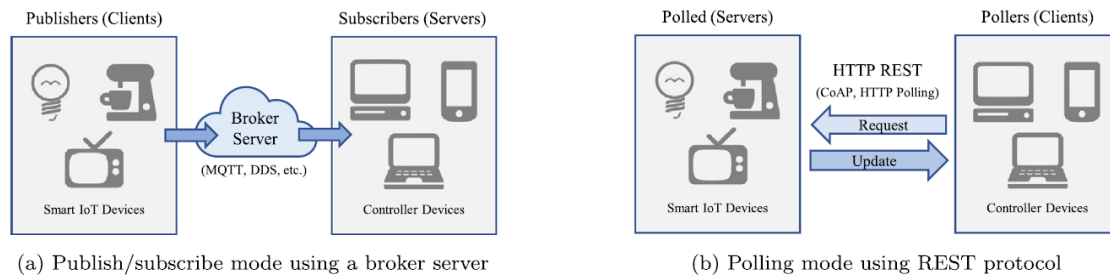 Publishers (Clients)
Subscribers (Servers)
Broker
Server
(MQTT, DDS, etc.)
Smart IoT Devices
Controller Devices
(a) Publish/subscribe mode using a broker server
Polled (Servers)
Pollers (Clients)
HTTP REST
(CoAP, HTTP Polling)
Request
Update
Smart IoT Devices
Controller Devices
(b) Polling mode using REST protocol